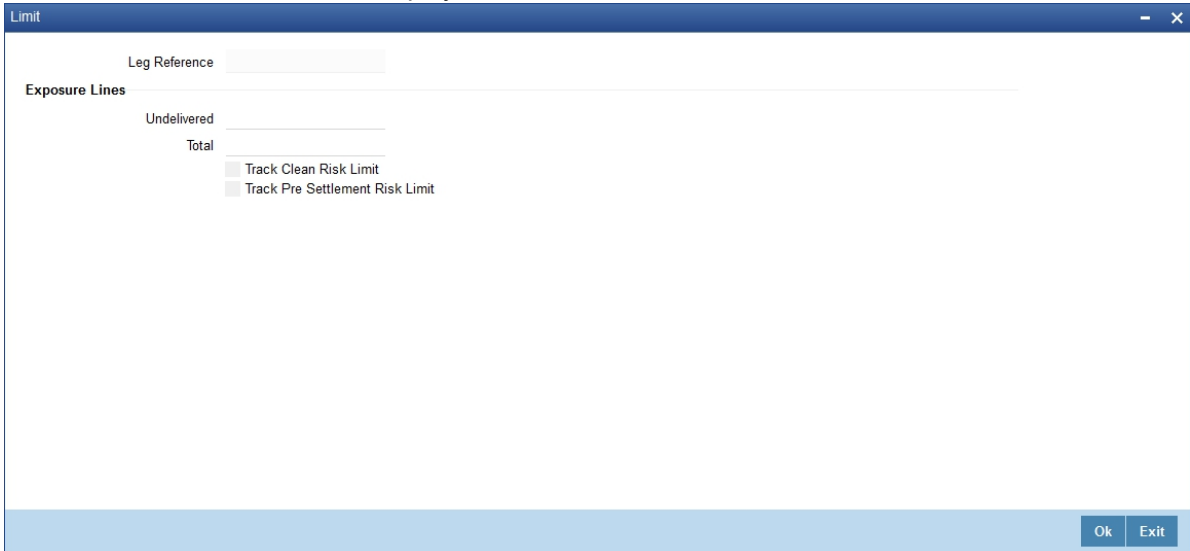 Limit
Leg Reference
Exposure Lines
Undelivered
Total
Track Clean Risk Limit
Track Pre Settlement Risk Limit
Ok Exit